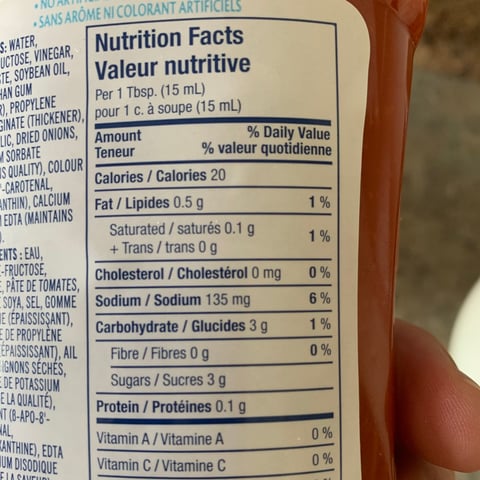 • SANS ARÔME NI COLORANT ARTIFICIELS
S: WATER,
VINEGAR,
SOYBEAN OIL,
GUM
PROPYLENE
(THICKENER),
DRIED ONIONS,
SORBATE
QUALITY), COLOUR
CALCIUM
EDTA (MAINTAINS
: EAU,
-FRUCTOSE,
PÂTE DE TOMATES,
SOYA, SEL, GOMME
(ÉPAISSISSANT),
DE PROPYLÈNE
(ÉPAISSISSANT), AIL
SÉCHÉS,
DE POTASSIUM
LA QUALITÉ),
(B-APO-8'-
EDTA
DISODIQUE
Nutrition Facts
Valeur nutritive
Per 1 Tbsp. (15 mL)
pour 1 c. à soupe (15 mL)
Amount % Daily Value
Teneur % valeur quotidienne
Calories / Calories 20
Fat / Lipides 0.5 g 1 %
Saturated / saturés 0.1 g
+ Trans / trans 0 g 1 %
Cholesterol / Cholestérol 0 mg 0 %
Sodium / Sodium 135 mg 6 %
Carbohydrate / Glucides 3 g 1 %
Fibre / Fibres 0 g 0 %
Sugars / Sucres 3 g
Protein / Protéines 0.1 g
Vitamin A / Vitamine A 0 %
Vitamin C / Vitamine C 0 %